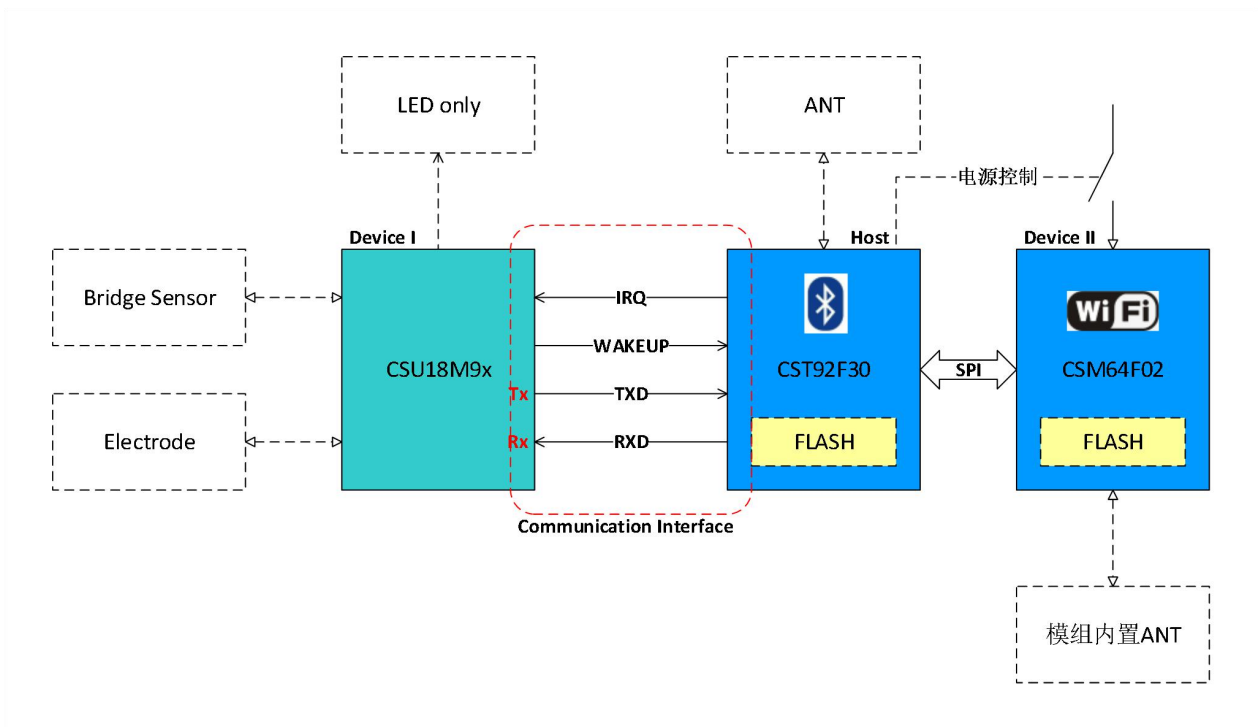 LED only
ANT
电源控制
Device I
Host
Device II
Bridge Sensor
IRQ
WiFi
WAKEUP
CSU18M9x
CST92F30
SPI
CSM64F02
Tx
TXD
Electrode
Rx
RXD
FLASH
FLASH
Communication Interface
模组内置ANT